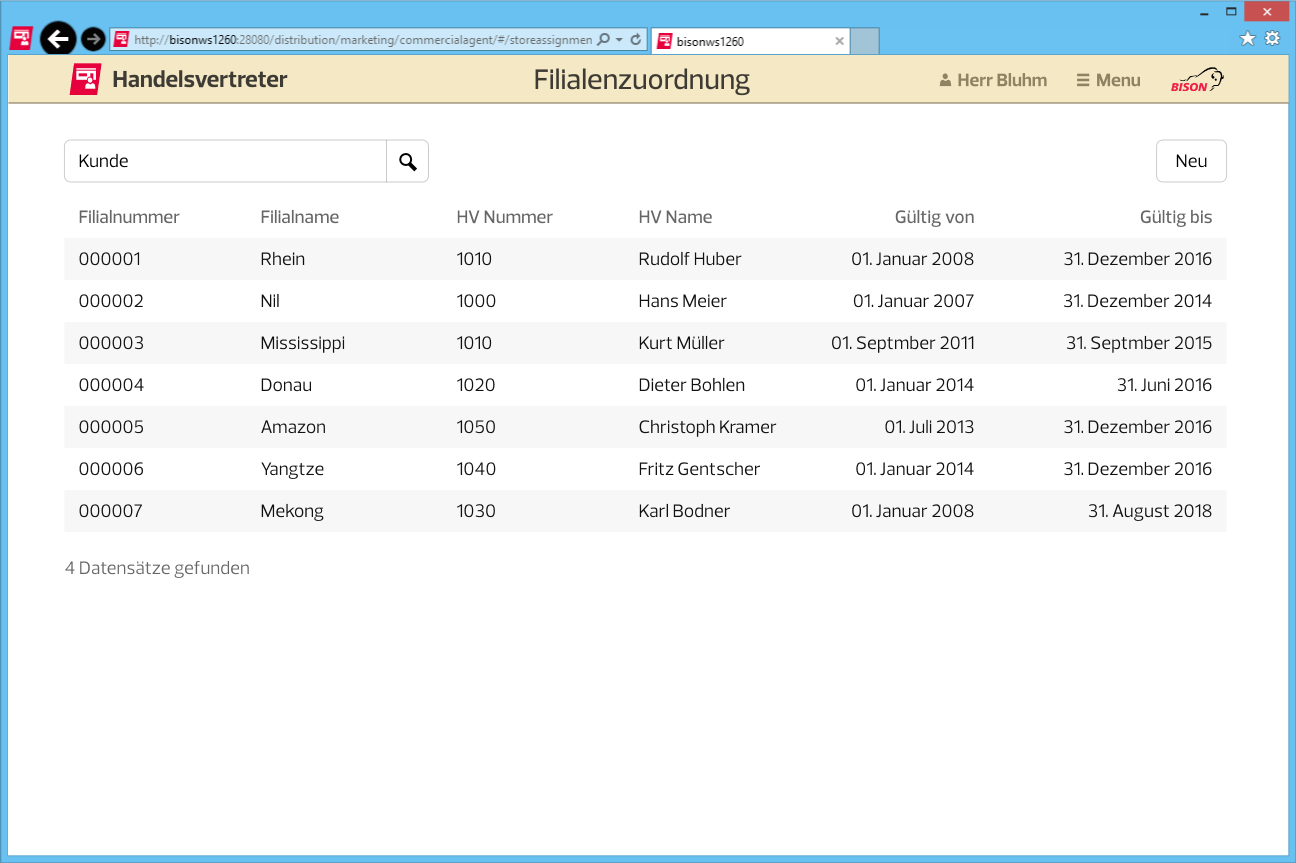 http://bisonws1260:28080/distribution/marketing/commercialagent/#/storeassignmen bisonws1260
Handelsvertreter Filialenzuordnung Herr Bluhm Menu BISON
Kunde Neu
Filialnummer Filialname HV Nummer HV Name Gültig von Gültig bis
000001 Rhein 1010 Rudolf Huber 01. Januar 2008 31. Dezember 2016
000002 Nil 1000 Hans Meier 01. Januar 2007 31. Dezember 2014
000003 Mississippi 1010 Kurt Müller 01. Septmber 2011 31. Septmber 2015
000004 Donau 1020 Dieter Bohlen 01. Januar 2014 31. Juni 2016
000005 Amazon 1050 Christoph Kramer 01. Juli 2013 31. Dezember 2016
000006 Yangtze 1040 Fritz Gentscher 01. Januar 2014 31. Dezember 2016
000007 Mekong 1030 Karl Bodner 01. Januar 2008 31. August 2018
4 Datensätze gefunden